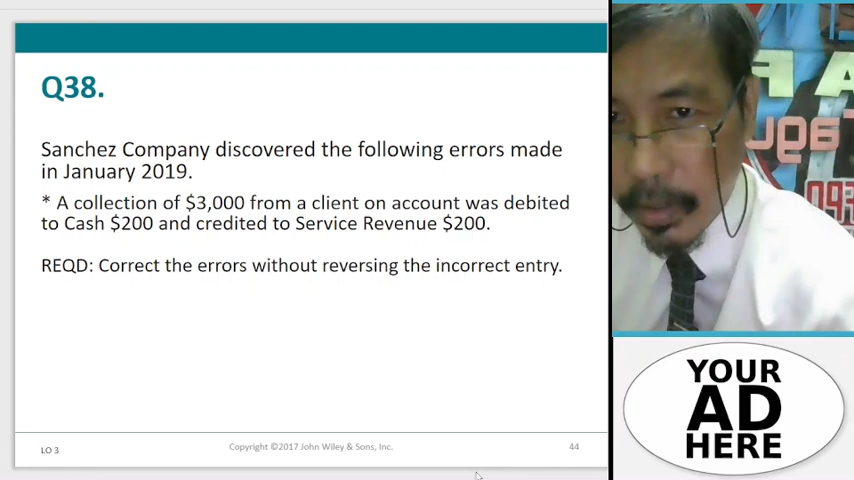 Q38.
Sanchez Company discovered the following errors made
in January 2019.
* A collection of $3,000 from a client on account was debited
to Cash $200 and credited to Service Revenue $200.
REQD: Correct the errors without reversing the incorrect entry.
LO 3
Copyright ©2017 John Wiley & Sons, Inc.
44
YOUR
AD
HERE